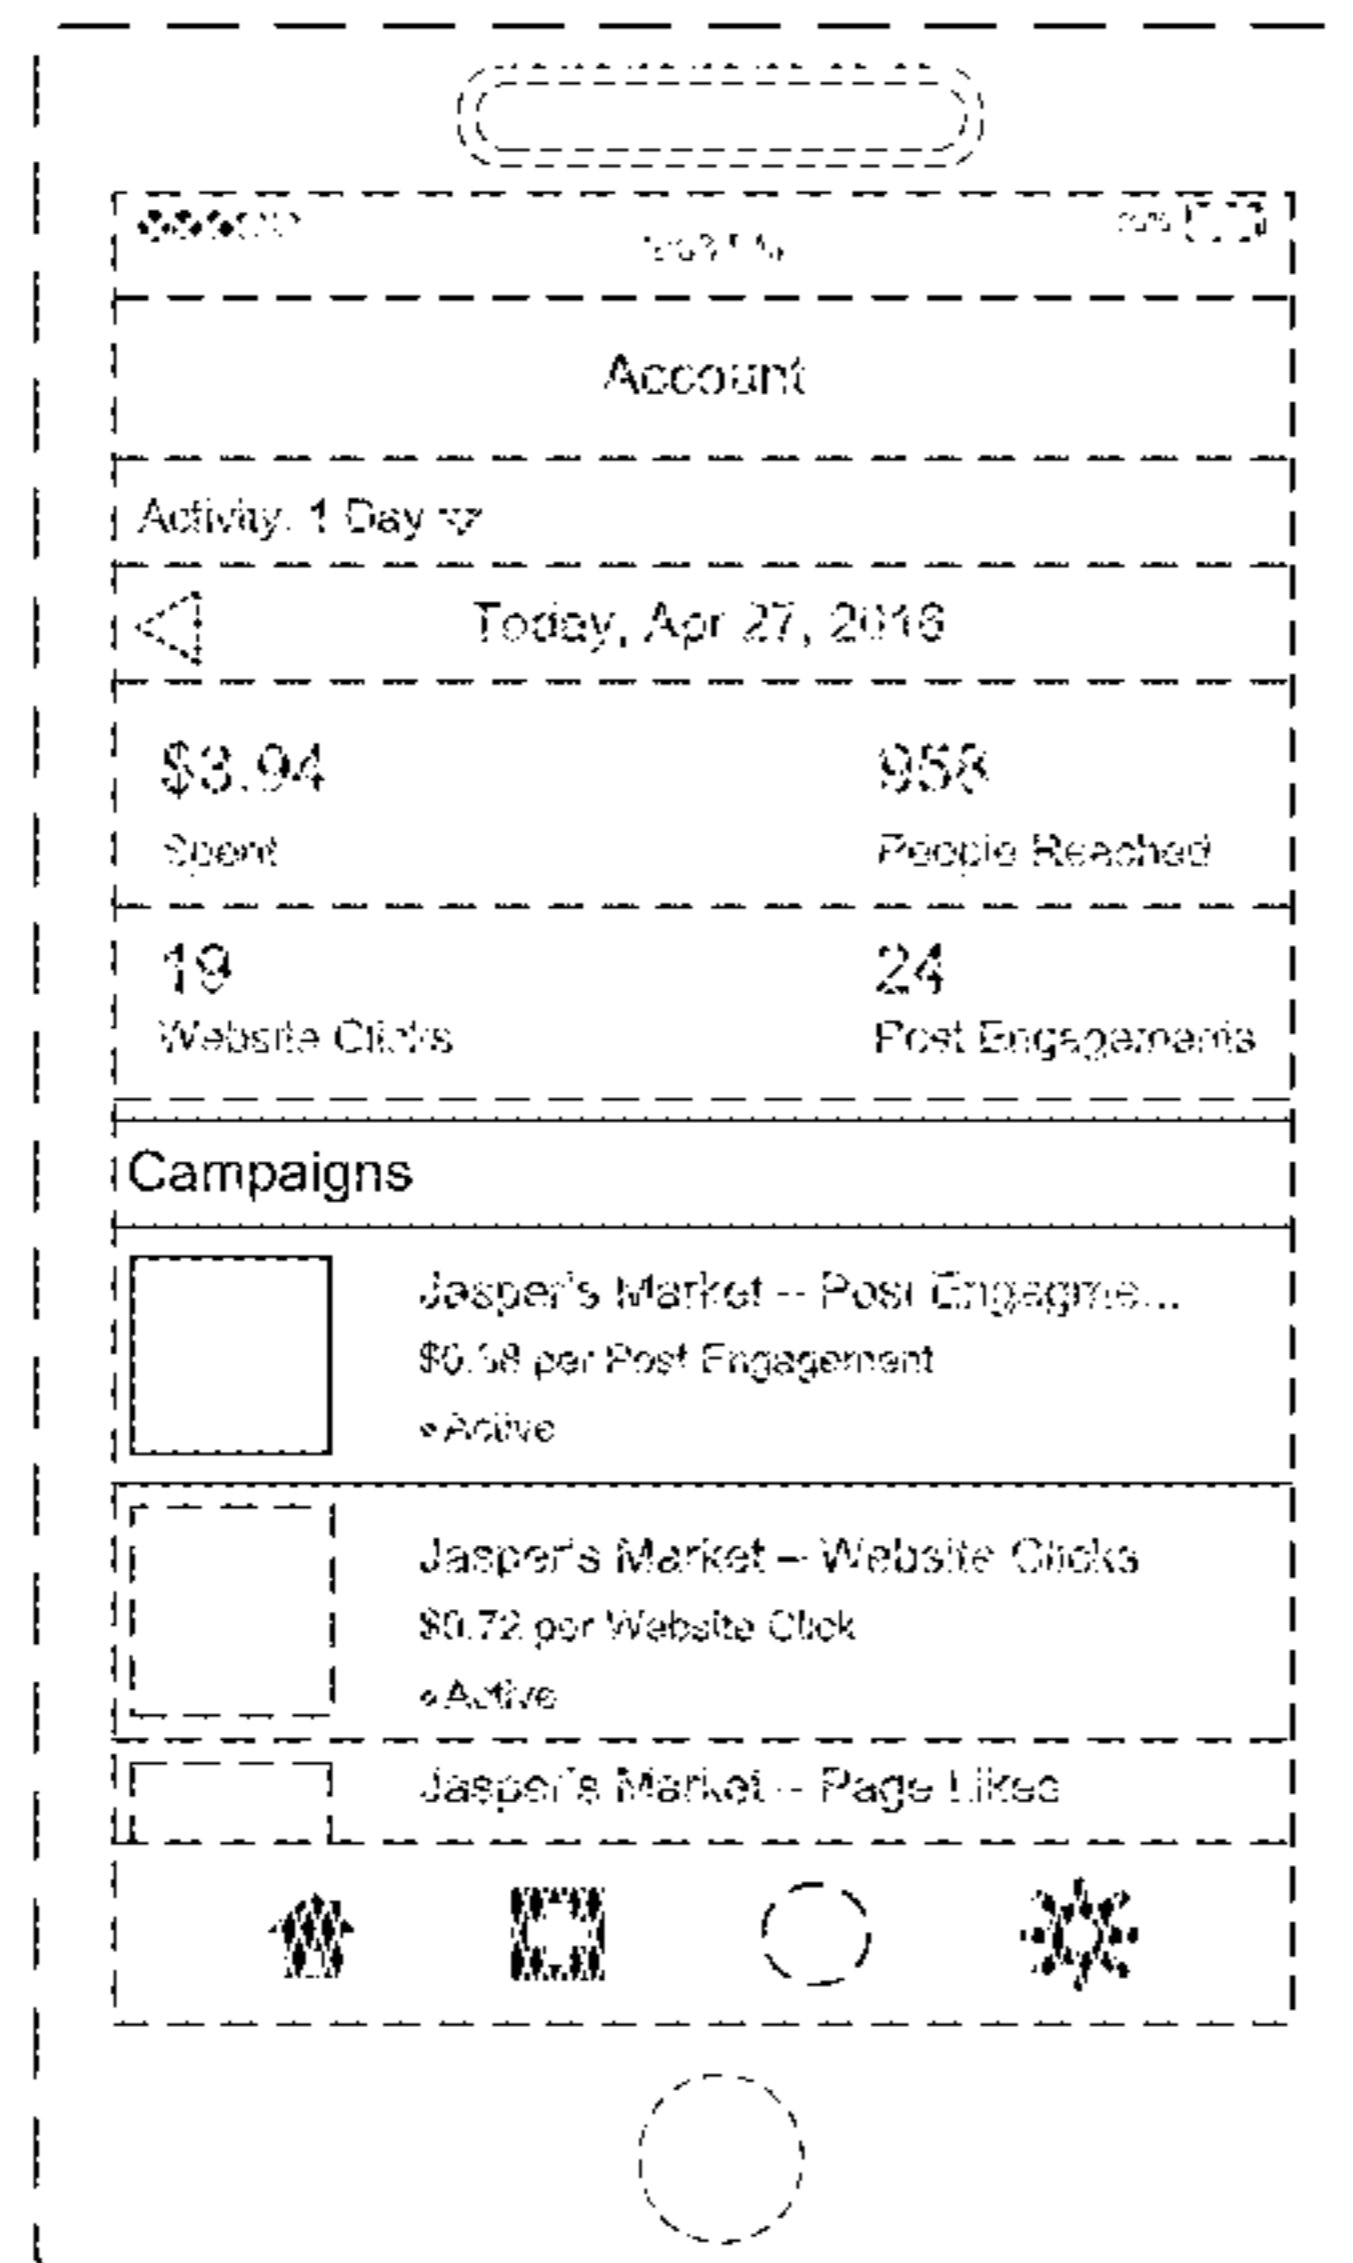 Account
Activity: 1 Day
Today, Apr 27, 2016
$3.94
958
Spent
People Reached
19
24
Website Clicks
Post Engagements
Campaigns
Jasper's Market – Post Engagme...
per Post Engagement
Active
Jasper's Market – Website Clicks
$0.72 per Website Click
Active
Jasper's Market – Page Likes